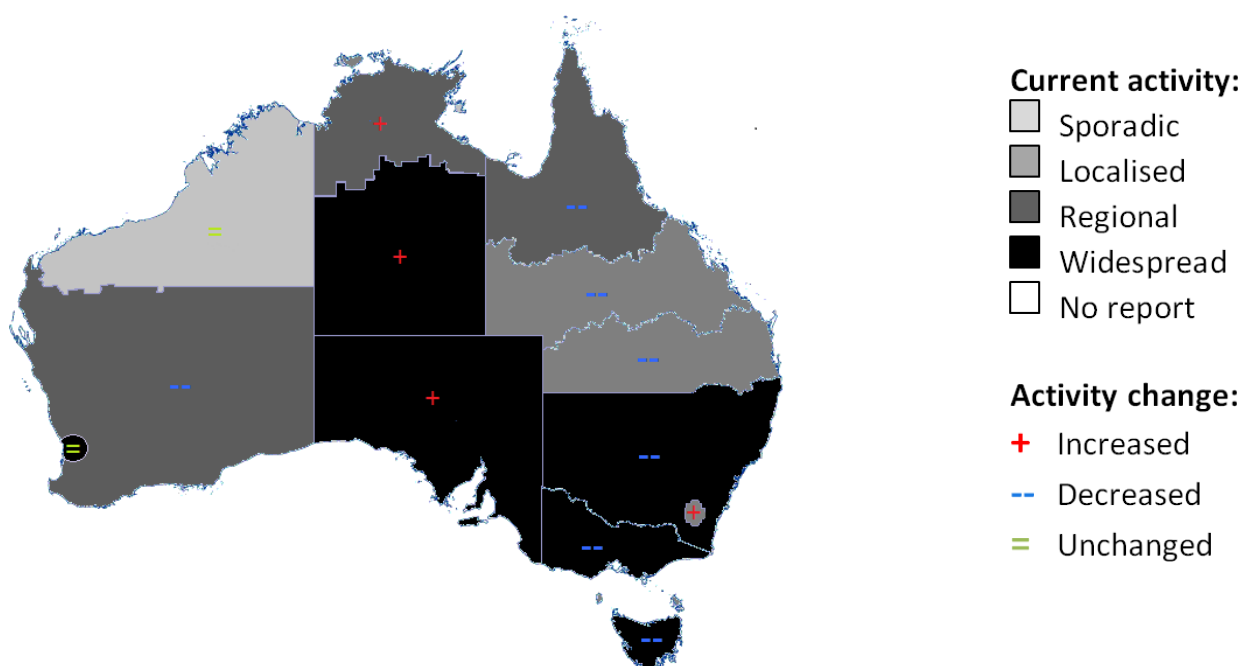 Current activity:
Sporadic
Localised
Regional
Widespread
No report
Activity change:
+ Increased
-- Decreased
= Unchanged